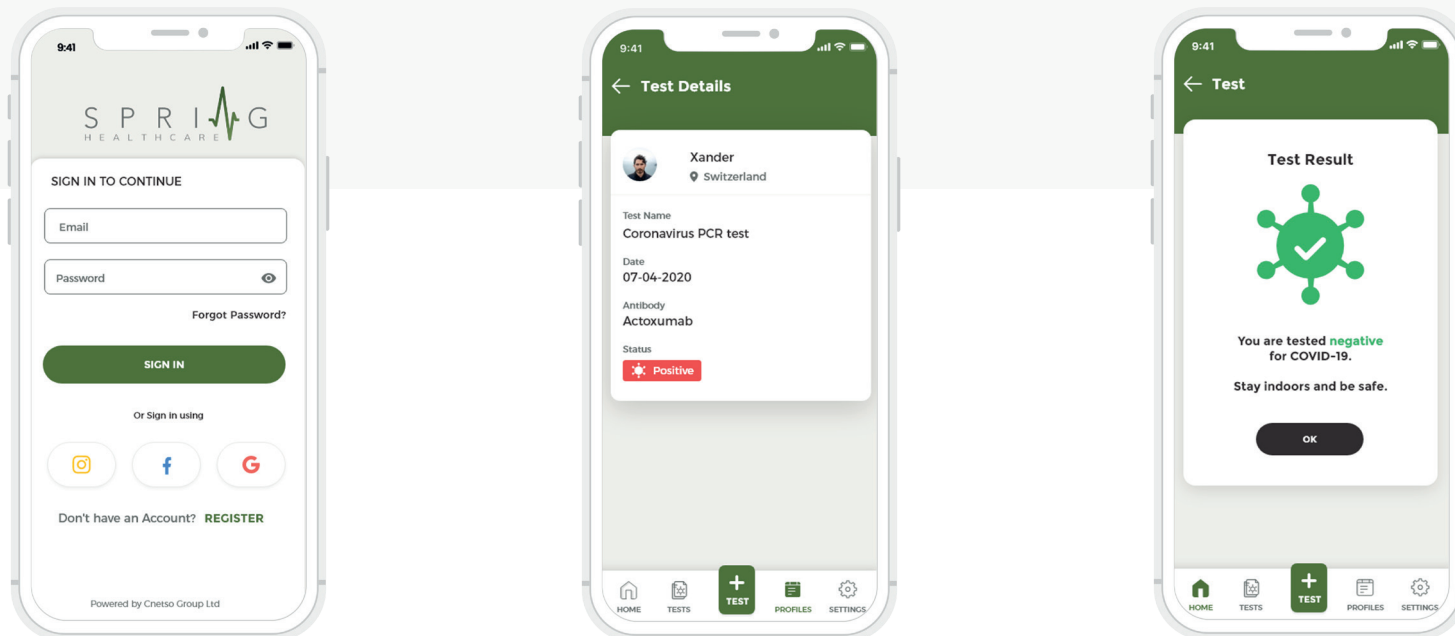 9:41
SPRING
HEALTHCARE
SIGN IN TO CONTINUE
Email
Password
Forgot Password?
SIGN IN
Or Sign in using
Don't have an Account? REGISTER
Powered by Cnetso Group Ltd
9:41
Test Details
Xander
Switzerland
Test Name
Coronavirus PCR test
Date
07-04-2020
Antibody
Actoxumab
Status
Positive
HOME TESTS TEST PROFILES SETTINGS
9:41
Test
Test Result
You are tested negative
for COVID-19.
Stay indoors and be safe.
OK
HOME TESTS TEST PROFILES SETTINGS